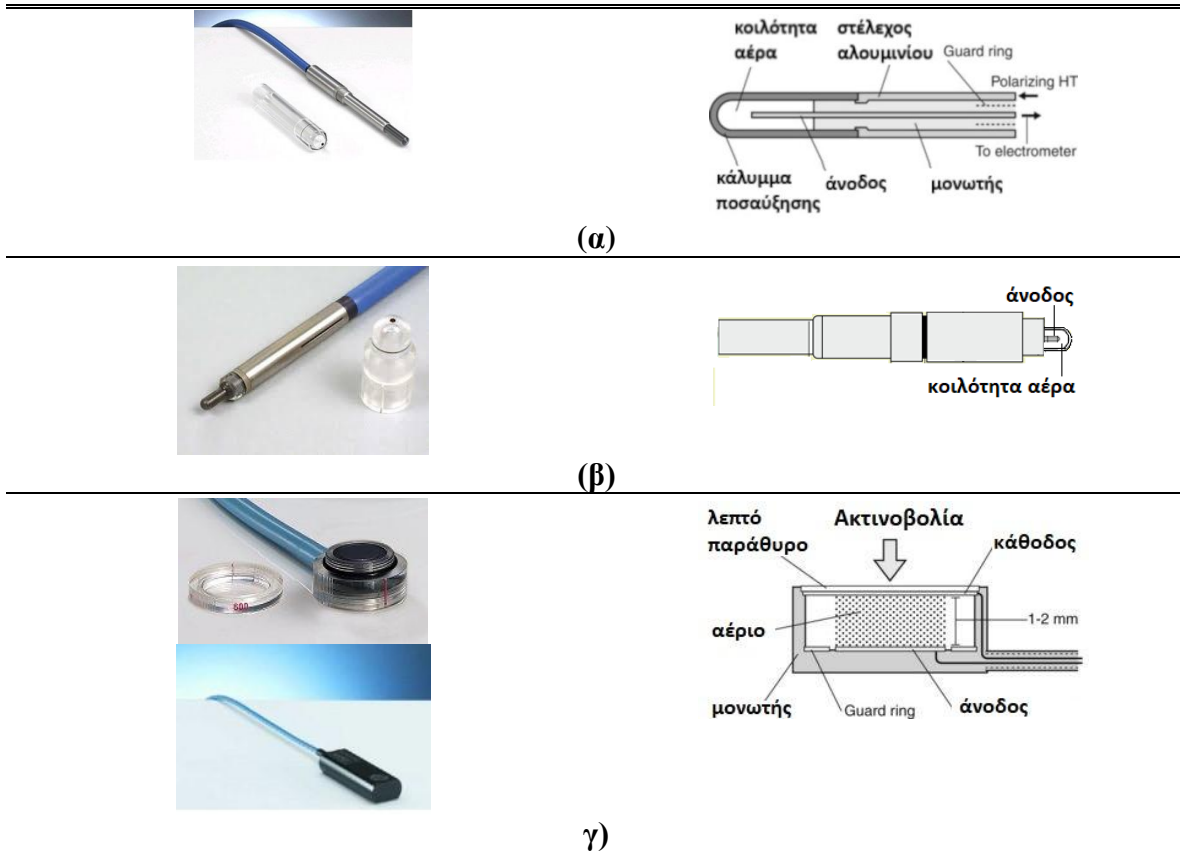 κοιλότητα
αέρα
στέλεχος
αλουμινίου
Guard ring
Polarizing HT
To electrometer
κάλυμμα
ποσαύξησης
άνοδος
μονωτής
(α)
άνοδος
κοιλότητα αέρα
(β)
λεπτό
παράθυρο
Ακτινοβολία
κάθοδος
αέριο
1-2 mm
μονωτής
Guard ring
άνοδος
γ)